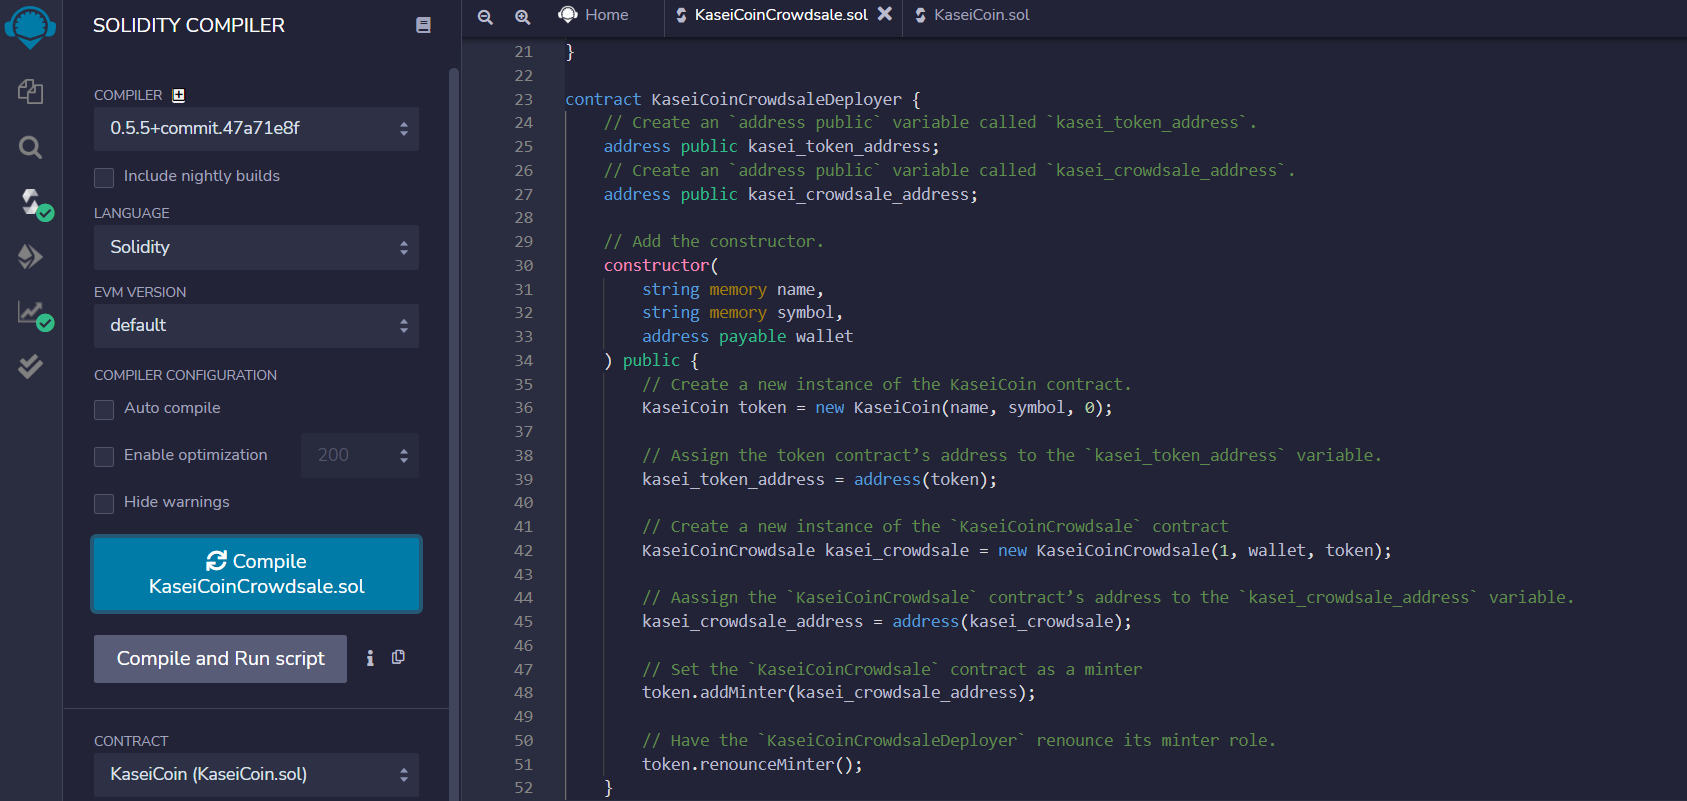 SOLIDITY COMPILER
COMPILER
0.5.5+commit.47a71e8f
Include nightly builds
LANGUAGE
Solidity
EVM VERSION
default
COMPILER CONFIGURATION
Auto compile
Enable optimization 200
Hide warnings
Compile
KaseiCoinCrowdsale.sol
Compile and Run script
CONTRACT
KaseiCoin (KaseiCoin.sol)
Home KaseiCoinCrowdsale.sol KaseiCoin.sol
21 }
22
23 contract KaseiCoinCrowdsaleDeployer {
24 // Create an `address public` variable called `kasei_token_address`.
25 address public kasei_token_address;
26 // Create an `address public` variable called `kasei_crowdsale_address`.
27 address public kasei_crowdsale_address;
28
29 // Add the constructor.
30 constructor(
31 string memory name,
32 string memory symbol,
33 address payable wallet
34 ) public {
35 // Create a new instance of the KaseiCoin contract.
36 KaseiCoin token = new KaseiCoin(name, symbol, 0);
37
38 // Assign the token contract’s address to the `kasei_token_address` variable.
39 kasei_token_address = address(token);
40
41 // Create a new instance of the `KaseiCoinCrowdsale` contract
42 KaseiCoinCrowdsale kasei_crowdsale = new KaseiCoinCrowdsale(1, wallet, token);
43
44 // Aassign the `KaseiCoinCrowdsale` contract’s address to the `kasei_crowdsale_address` variable.
45 kasei_crowdsale_address = address(kasei_crowdsale);
46
47 // Set the `KaseiCoinCrowdsale` contract as a minter
48 token.addMinter(kasei_crowdsale_address);
49
50 // Have the `KaseiCoinCrowdsaleDeployer` renounce its minter role.
51 token.renounceMinter();
52 }